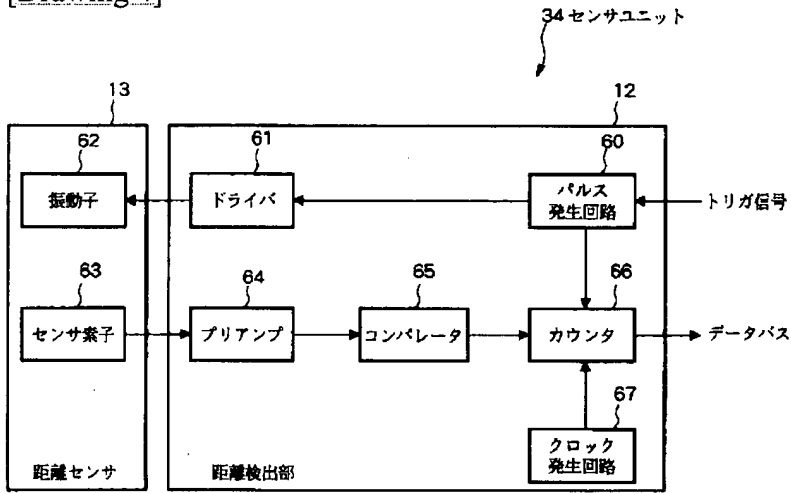 34 センサユニット
13
12
62
61
60
振動子
ドライバ
パルス
発生回路
トリガ信号
63
64
65
66
センサ素子
プリアンプ
コンパレータ
カウンタ
データバス
67
クロック
発生回路
距離センサ
距離検出部